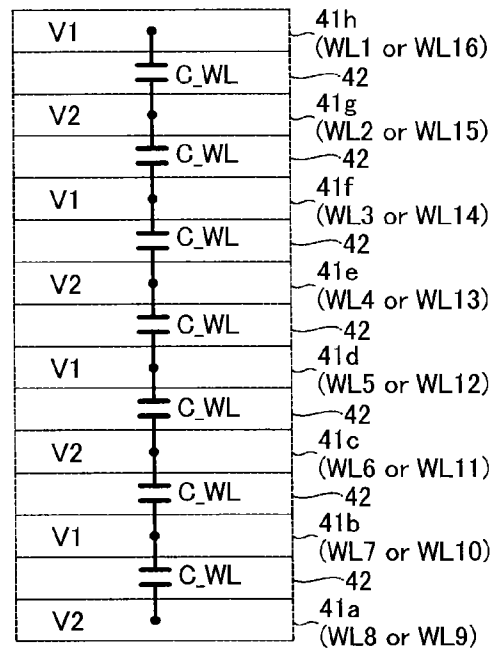 V1
41h
(WL1 or WL16)
C_WL
42
V2
41g
(WL2 or WL15)
C_WL
42
V1
41f
(WL3 or WL14)
C_WL
42
V2
41e
(WL4 or WL13)
C_WL
42
V1
41d
(WL5 or WL12)
C_WL
42
V2
41c
(WL6 or WL11)
C_WL
42
V1
41b
(WL7 or WL10)
C_WL
42
V2
41a
(WL8 or WL9)